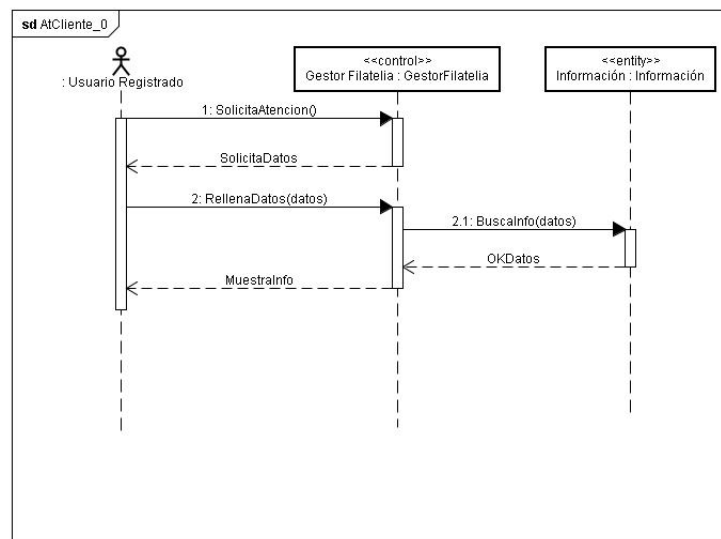 sd AtCliente_0
: Usuario Registrado
<<control>>
Gestor Filatelia : GestorFilatelia
<<entity>>
Información : Información
1: SolicitaAtencion()
SolicitaDatos
2: RellenaDatos(datos)
2.1: BuscaInfo(datos)
OKDatos
MuestraInfo